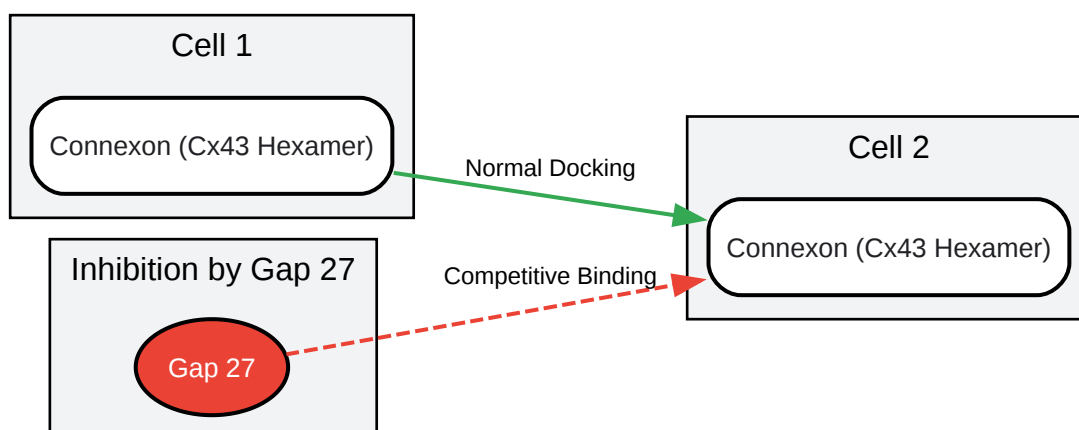 Cell 1
Connexon (Cx43 Hexamer)
Normal Docking
Cell 2
Connexon (Cx43 Hexamer)
Inhibition by Gap 27
Competitive Binding
Gap 27